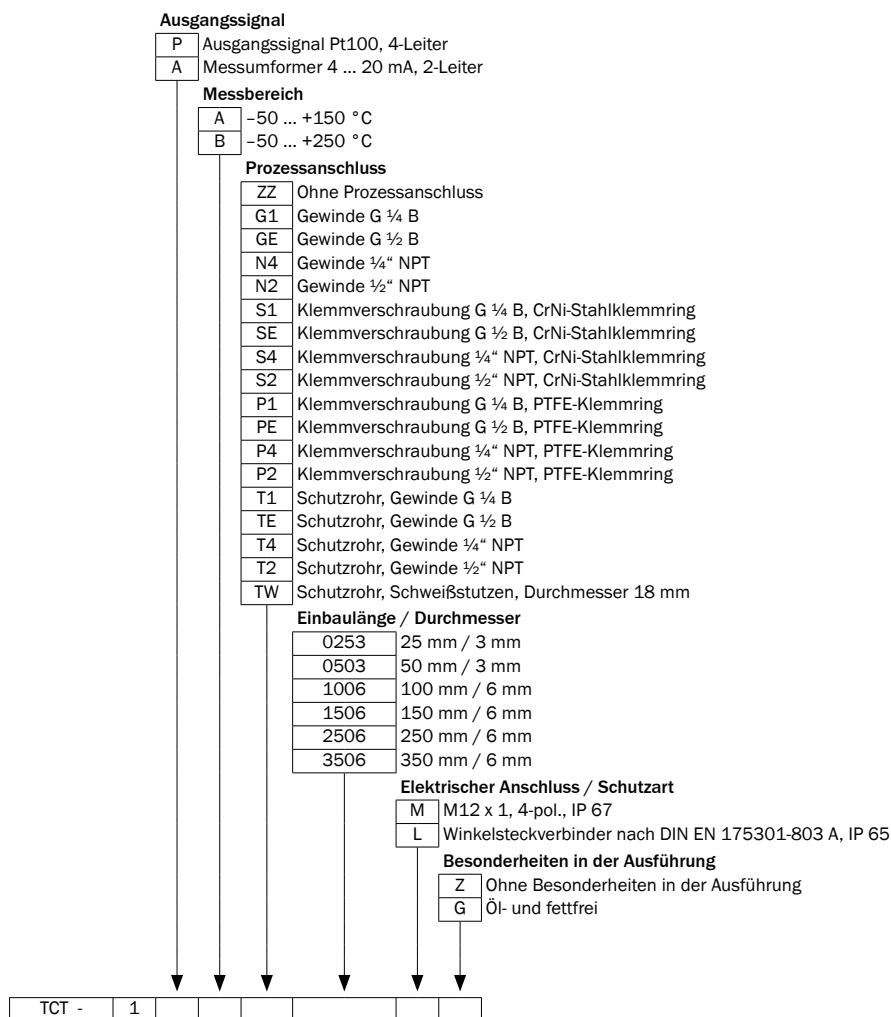 Ausgangssignal
P Ausgangssignal Pt100, 4-Leiter
A Messumformer 4 ... 20 mA, 2-Leiter
Messbereich
A –50 ... +150 °C
B –50 ... +250 °C
Prozessanschluss
ZZ Ohne Prozessanschluss
G1 Gewinde G ¼ B
GE Gewinde G ½ B
N4 Gewinde ¼“ NPT
N2 Gewinde ½“ NPT
S1 Klemmverschraubung G ¼ B, CrNi-Stahlklemmring
SE Klemmverschraubung G ½ B, CrNi-Stahlklemmring
S4 Klemmverschraubung ¼“ NPT, CrNi-Stahlklemmring
S2 Klemmverschraubung ½“ NPT, CrNi-Stahlklemmring
P1 Klemmverschraubung G ¼ B, PTFE-Klemmring
PE Klemmverschraubung G ½ B, PTFE-Klemmring
P4 Klemmverschraubung ¼“ NPT, PTFE-Klemmring
P2 Klemmverschraubung ½“ NPT, PTFE-Klemmring
T1 Schutzrohr, Gewinde G ¼ B
TE Schutzrohr, Gewinde G ½ B
T4 Schutzrohr, Gewinde ¼“ NPT
T2 Schutzrohr, Gewinde ½“ NPT
TW Schutzrohr, Schweißstutzen, Durchmesser 18 mm
Einbaulänge / Durchmesser
0253 25 mm / 3 mm
0503 50 mm / 3 mm
1006 100 mm / 6 mm
1506 150 mm / 6 mm
2506 250 mm / 6 mm
3506 350 mm / 6 mm
Elektrischer Anschluss / Schutzart
M M12 x 1, 4-pol., IP 67
L Winkelsteckverbinder nach DIN EN 175301-803 A, IP 65
Besonderheiten in der Ausführung
Z Ohne Besonderheiten in der Ausführung
G Öl- und fettfrei
TCT - 1